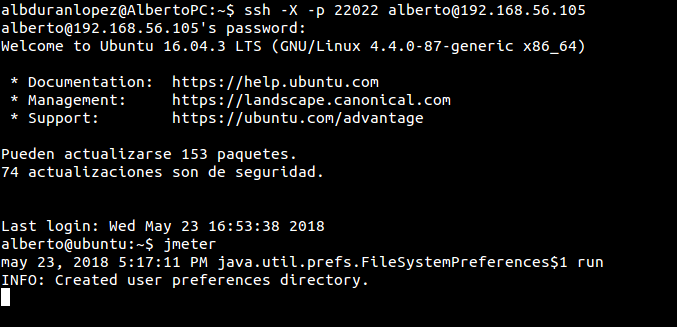 albduranlopez@AlbertoPC:~$ ssh -X -p 22022 alberto@192.168.56.105
alberto@192.168.56.105's password:
Welcome to Ubuntu 16.04.3 LTS (GNU/Linux 4.4.0-87-generic x86_64)
* Documentation:  https://help.ubuntu.com
* Management:     https://landscape.canonical.com
* Support:        https://ubuntu.com/advantage
Pueden actualizarse 153 paquetes.
74 actualizaciones son de seguridad.
Last login: Wed May 23 16:53:38 2018
alberto@ubuntu:~$ jmeter
may 23, 2018 5:17:11 PM java.util.prefs.FileSystemPreferences$1 run
INFO: Created user preferences directory.